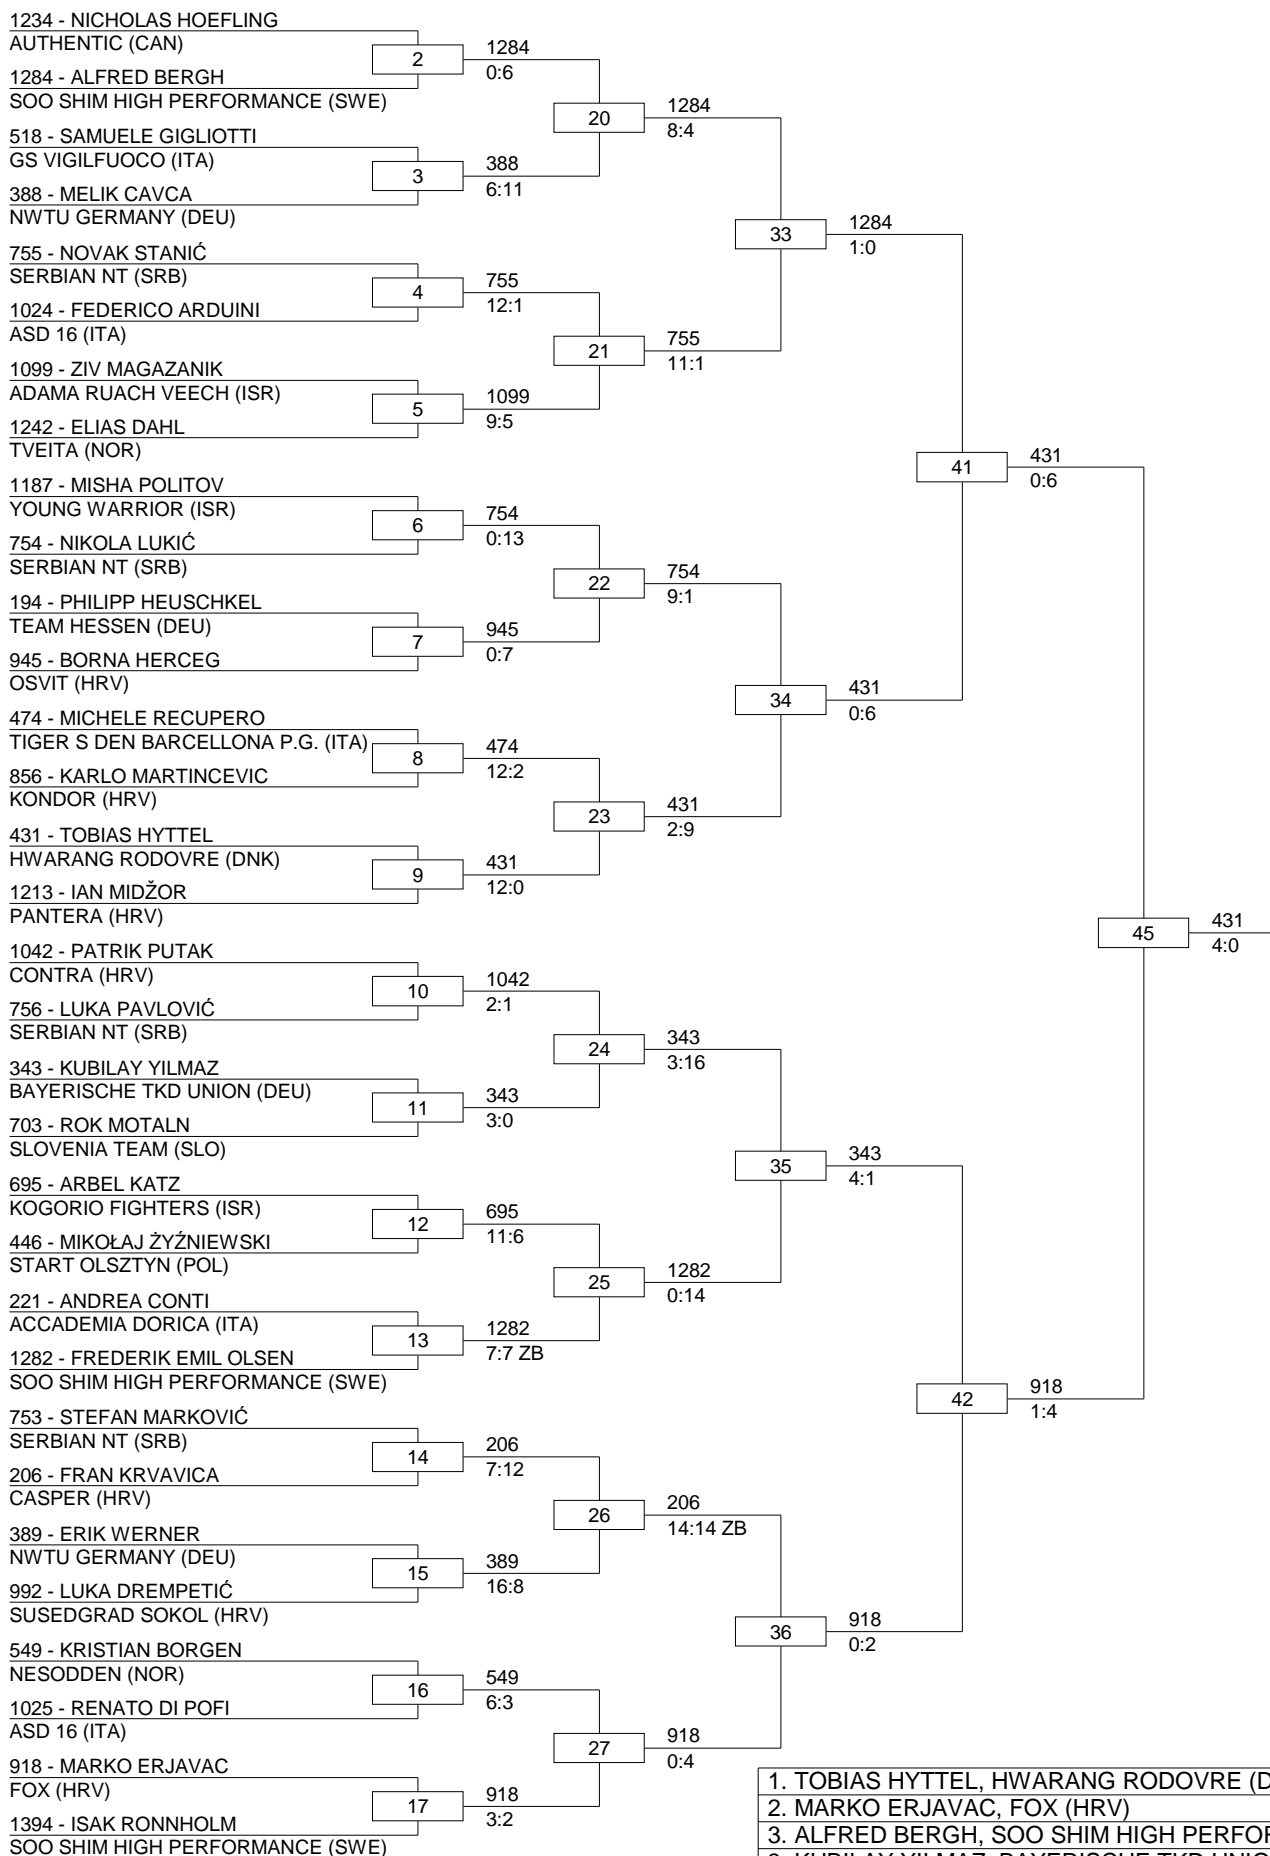 1234 - NICHOLAS HOEFLING
AUTHENTIC (CAN)
2
1284
0:6
1284 - ALFRED BERGH
SOO SHIM HIGH PERFORMANCE (SWE)
20
1284
8:4
518 - SAMUELE GIGLIOTTI
GS VIGILFUOCO (ITA)
3
388
6:11
388 - MELIK CAVCA
NWTU GERMANY (DEU)
33
1284
1:0
755 - NOVAK STANIĆ
SERBIAN NT (SRB)
4
755
12:1
1024 - FEDERICO ARDUINI
ASD 16 (ITA)
21
755
11:1
1099 - ZIV MAGAZANIK
ADAMA RUACH VEECH (ISR)
5
1099
9:5
1242 - ELIAS DAHL
TVEITA (NOR)
41
431
0:6
1187 - MISHA POLITOV
YOUNG WARRIOR (ISR)
6
754
0:13
754 - NIKOLA LUKIĆ
SERBIAN NT (SRB)
22
754
9:1
194 - PHILIPP HEUSCHKEL
TEAM HESSEN (DEU)
7
945
0:7
945 - BORNA HERCEG
OSVIT (HRV)
34
431
0:6
474 - MICHELE RECUPERO
TIGER S DEN BARCELLONA P.G. (ITA)
8
474
12:2
856 - KARLO MARTINCEVIC
KONDOR (HRV)
23
431
2:9
431 - TOBIAS HYTTEL
HWARANG RODOVRE (DNK)
9
431
12:0
1213 - IAN MIDŽOR
PANTERA (HRV)
45
431
4:0
1042 - PATRIK PUTAK
CONTRA (HRV)
10
1042
2:1
756 - LUKA PAVLOVIĆ
SERBIAN NT (SRB)
24
343
3:16
343 - KUBILAY YILMAZ
BAYERISCHE TKD UNION (DEU)
11
343
3:0
703 - ROK MOTALN
SLOVENIA TEAM (SLO)
35
343
4:1
695 - ARBEL KATZ
KOGORIO FIGHTERS (ISR)
12
695
11:6
446 - MIKOŁAJ ŻYŹNIEWSKI
START OLSZTYN (POL)
25
1282
0:14
221 - ANDREA CONTI
ACCADEMIA DORICA (ITA)
13
1282
7:7 ZB
1282 - FREDERIK EMIL OLSEN
SOO SHIM HIGH PERFORMANCE (SWE)
42
918
1:4
753 - STEFAN MARKOVIĆ
SERBIAN NT (SRB)
14
206
7:12
206 - FRAN KRVAVICA
CASPER (HRV)
26
206
14:14 ZB
389 - ERIK WERNER
NWTU GERMANY (DEU)
15
389
16:8
992 - LUKA DREMPETIĆ
SUSEDGRAD SOKOL (HRV)
36
918
0:2
549 - KRISTIAN BORGEN
NESODDEN (NOR)
16
549
6:3
1025 - RENATO DI POFI
ASD 16 (ITA)
27
918
0:4
918 - MARKO ERJAVAC
FOX (HRV)
17
918
3:2
1394 - ISAK RONNHOLM
SOO SHIM HIGH PERFORMANCE (SWE)
1. TOBIAS HYTTEL, HWARANG RODOVRE (D
2. MARKO ERJAVAC, FOX (HRV)
3. ALFRED BERGH, SOO SHIM HIGH PERFO
3. KUBILAY YILMAZ, BAYERISCHE TKD UNIO